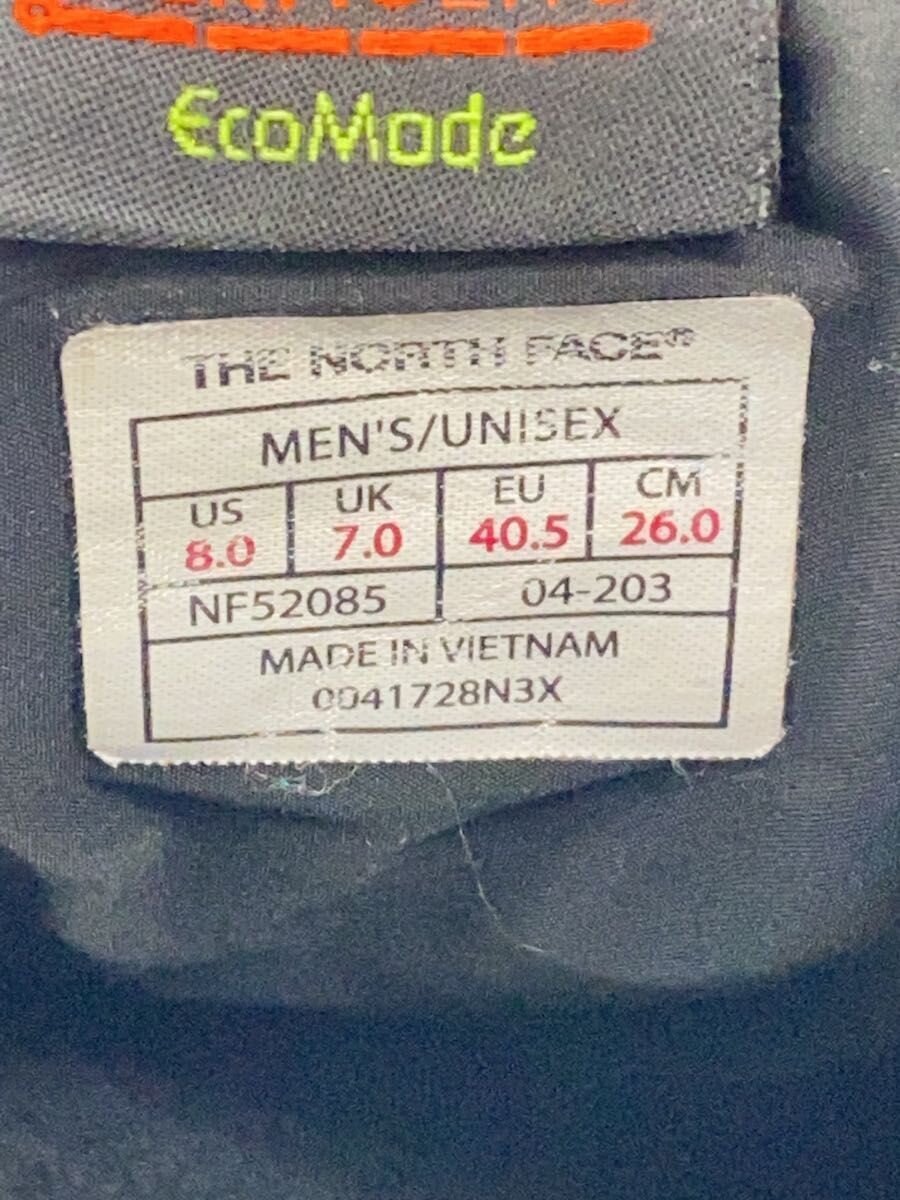 EcoMade
THE NORTH FACE®
MEN'S/UNISEX
US UK EU CM
8.0 7.0 40.5 26.0
NF52085 04-203
MADE IN VIETNAM
0041728N3X